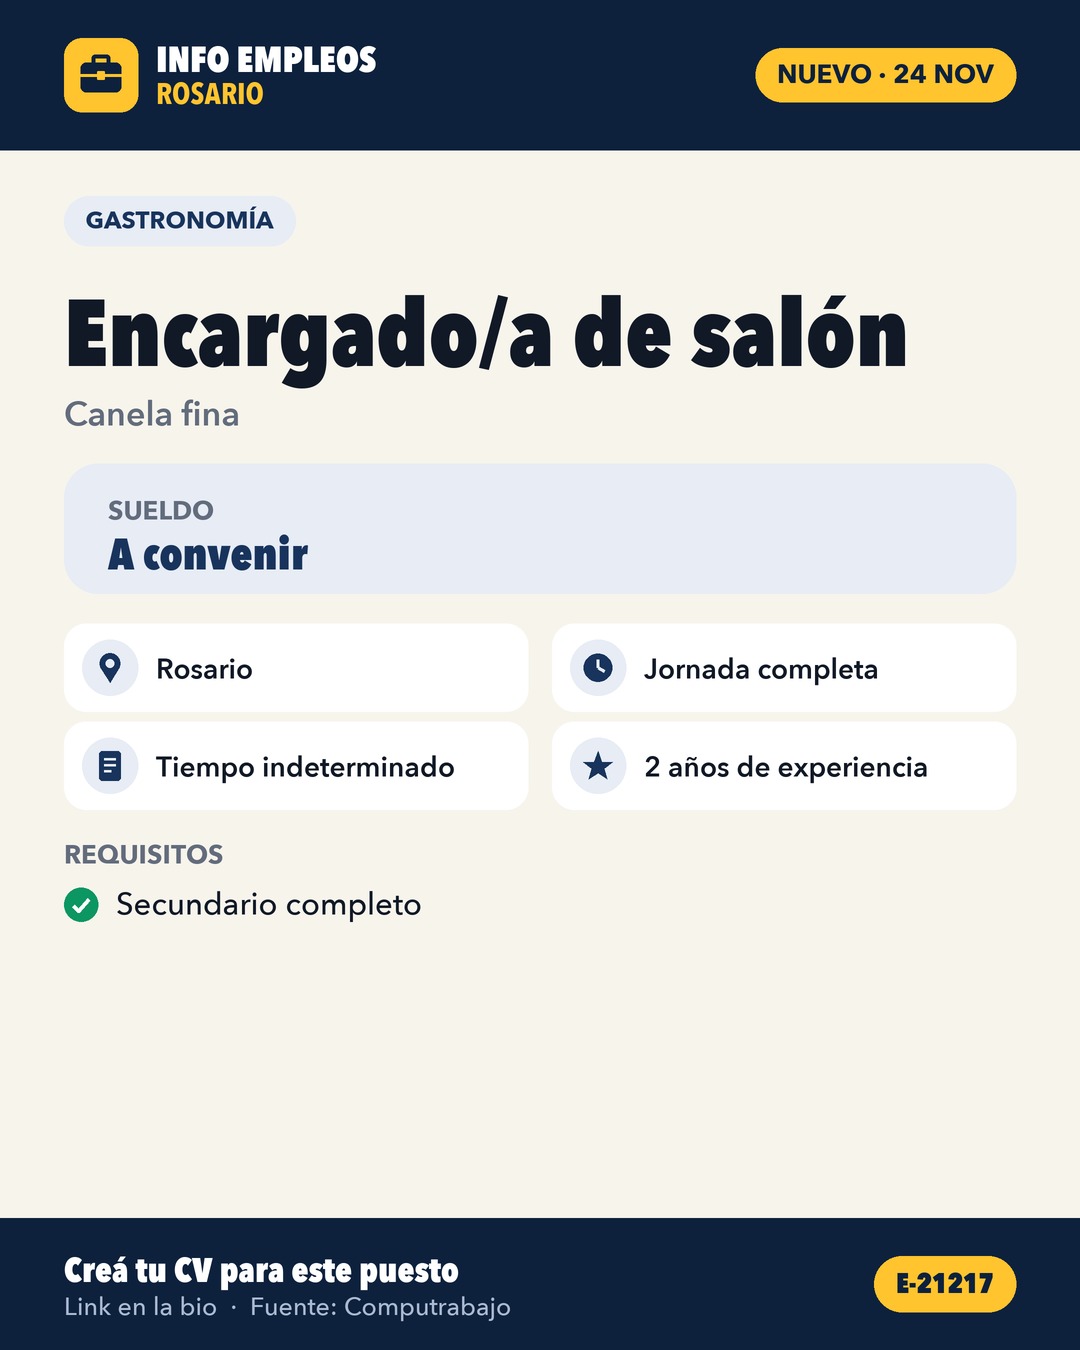 INFO EMPLEOS
ROSARIO
NUEVO · 24 NOV
GASTRONOMÍA
Encargado/a de salón
Canela fina
SUELDO
A convenir
Rosario
Jornada completa
Tiempo indeterminado
2 años de experiencia
REQUISITOS
Secundario completo
Creá tu CV para este puesto
Link en la bio · Fuente: Computrabajo
E-21217